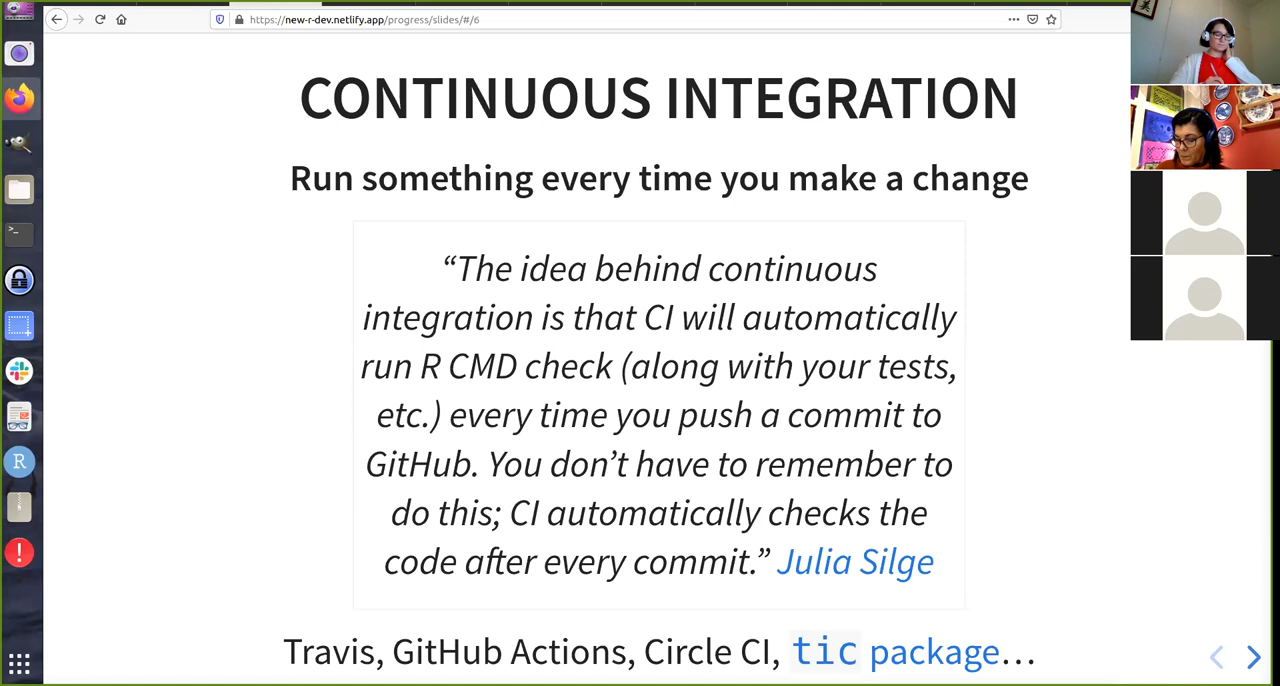 https://new-r-dev.netlify.app/progress/slides/#/6
CONTINUOUS INTEGRATION
Run something every time you make a change
“The idea behind continuous
integration is that CI will automatically
run R CMD check (along with your tests,
etc.) every time you push a commit to
GitHub. You don’t have to remember to
do this; CI automatically checks the
code after every commit.” Julia Silge
Travis, GitHub Actions, Circle CI, tic package…
>_
R
!